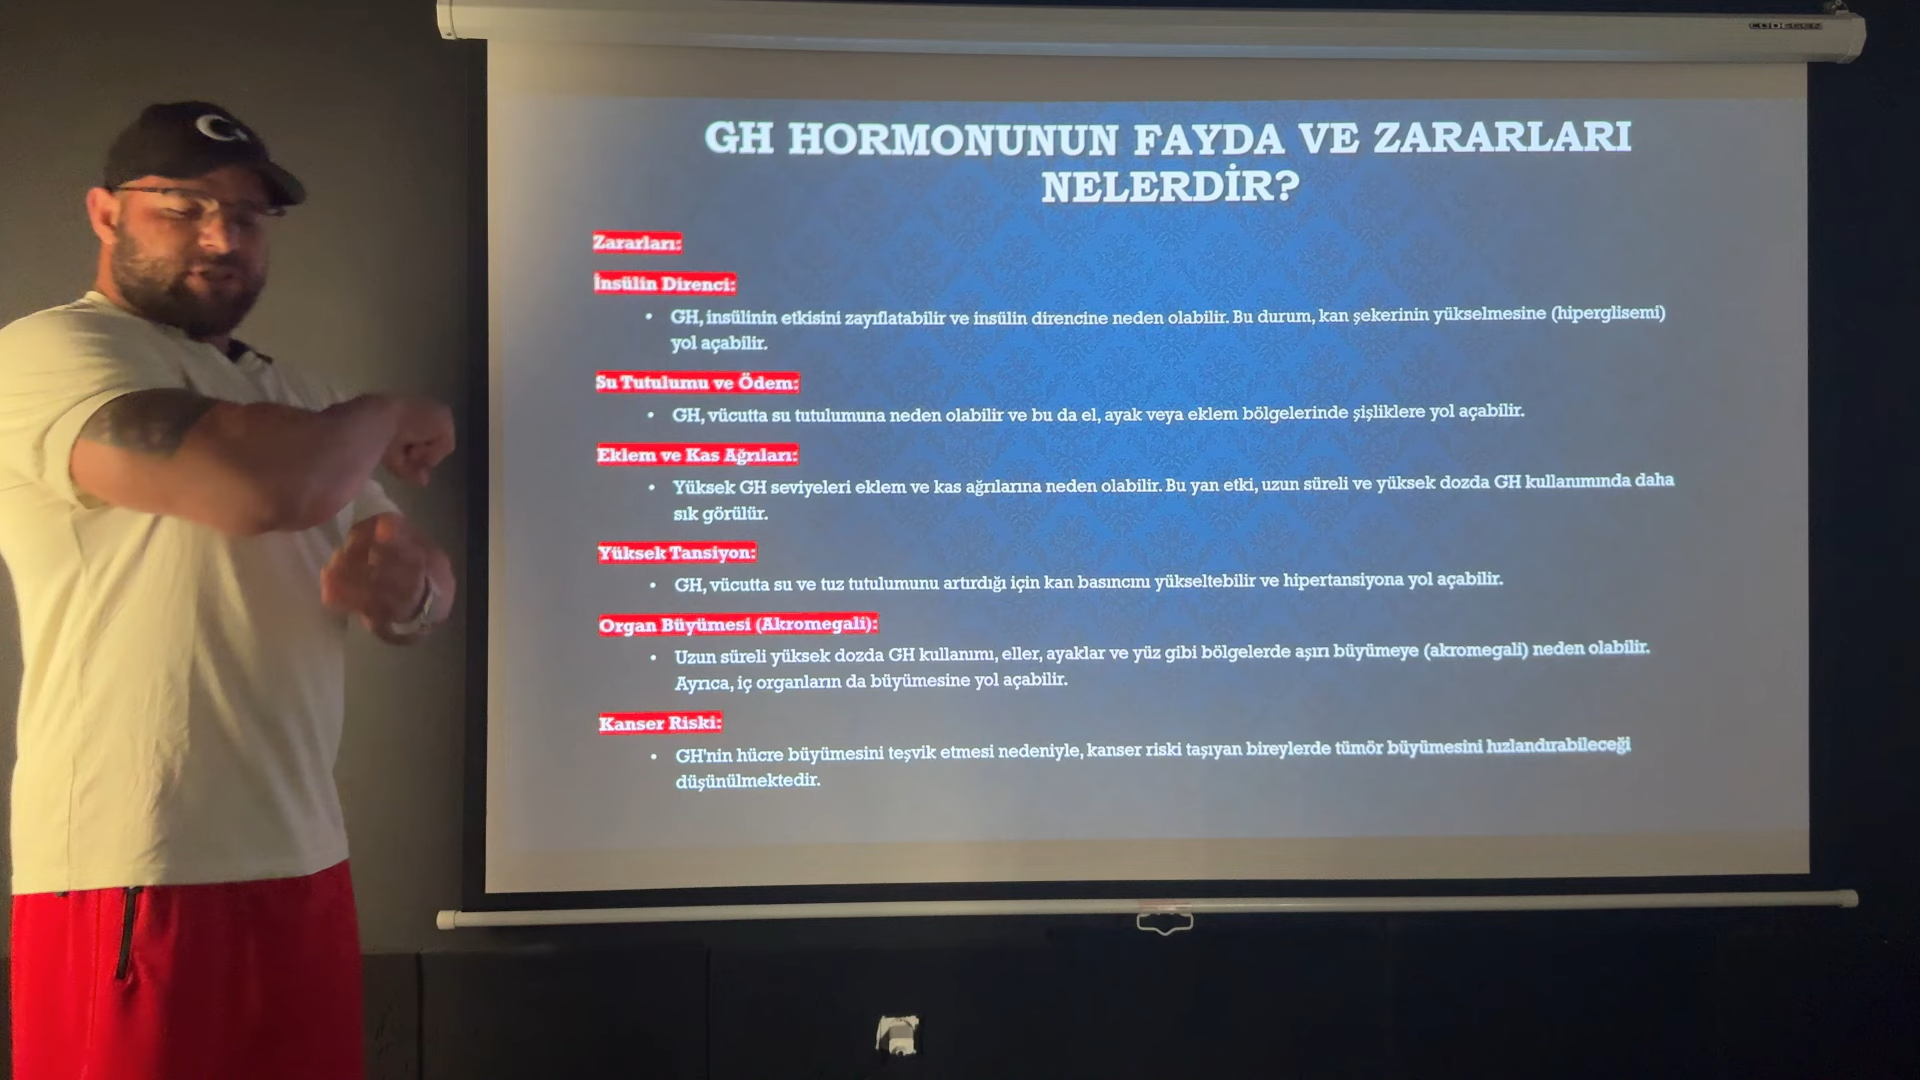 CODEGEN
GH HORMONUNUN FAYDA VE ZARARLARI
NELERDİR?
Zararları:
İnsülin Direnci:
• GH, insülinin etkisini zayıflatabilir ve insülin direncine neden olabilir. Bu durum, kan şekerinin yükselmesine (hiperglisemi)
yol açabilir.
Su Tutulumu ve Ödem:
• GH, vücutta su tutulumuna neden olabilir ve bu da el, ayak veya eklem bölgelerinde şişliklere yol açabilir.
Eklem ve Kas Ağrıları:
• Yüksek GH seviyeleri eklem ve kas ağrılarına neden olabilir. Bu yan etki, uzun süreli ve yüksek dozda GH kullanımında daha
sık görülür.
Yüksek Tansiyon:
• GH, vücutta su ve tuz tutulumunu artırdığı için kan basıncını yükseltebilir ve hipertansiyona yol açabilir.
Organ Büyümesi (Akromegali):
• Uzun süreli yüksek dozda GH kullanımı, eller, ayaklar ve yüz gibi bölgelerde aşırı büyümeye (akromegali) neden olabilir.
Ayrıca, iç organların da büyümesine yol açabilir.
Kanser Riski:
• GH'nin hücre büyümesini teşvik etmesi nedeniyle, kanser riski taşıyan bireylerde tümör büyümesini hızlandırabileceği
düşünülmektedir.